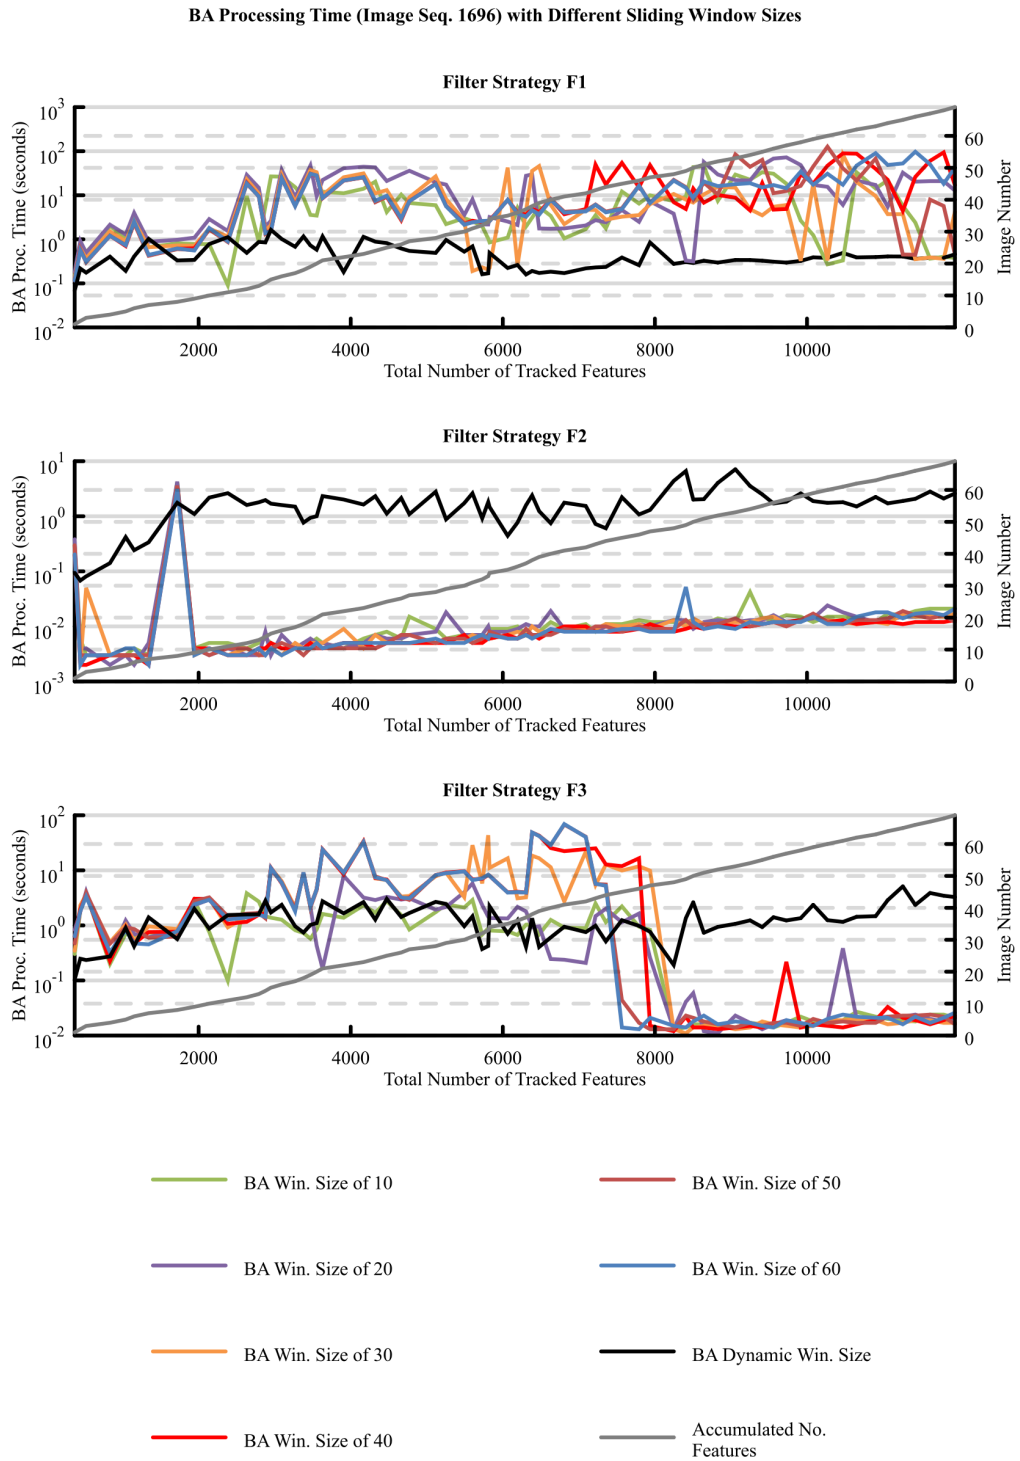 BA Processing Time (Image Seq. 1696) with Different Sliding Window Sizes
Filter Strategy F1
BA Proc. Time (seconds)
10^3
10^2
10^1
10^0
10^-1
10^-2
60
50
40
30
20
10
0
Image Number
2000 4000 6000 8000 10000
Total Number of Tracked Features
Filter Strategy F2
BA Proc. Time (seconds)
10^1
10^0
10^-1
10^-2
10^-3
60
50
40
30
20
10
0
Image Number
2000 4000 6000 8000 10000
Total Number of Tracked Features
Filter Strategy F3
BA Proc. Time (seconds)
10^2
10^1
10^0
10^-1
10^-2
60
50
40
30
20
10
0
Image Number
2000 4000 6000 8000 10000
Total Number of Tracked Features
BA Win. Size of 10
BA Win. Size of 50
BA Win. Size of 20
BA Win. Size of 60
BA Win. Size of 30
BA Dynamic Win. Size
BA Win. Size of 40
Accumulated No.
Features